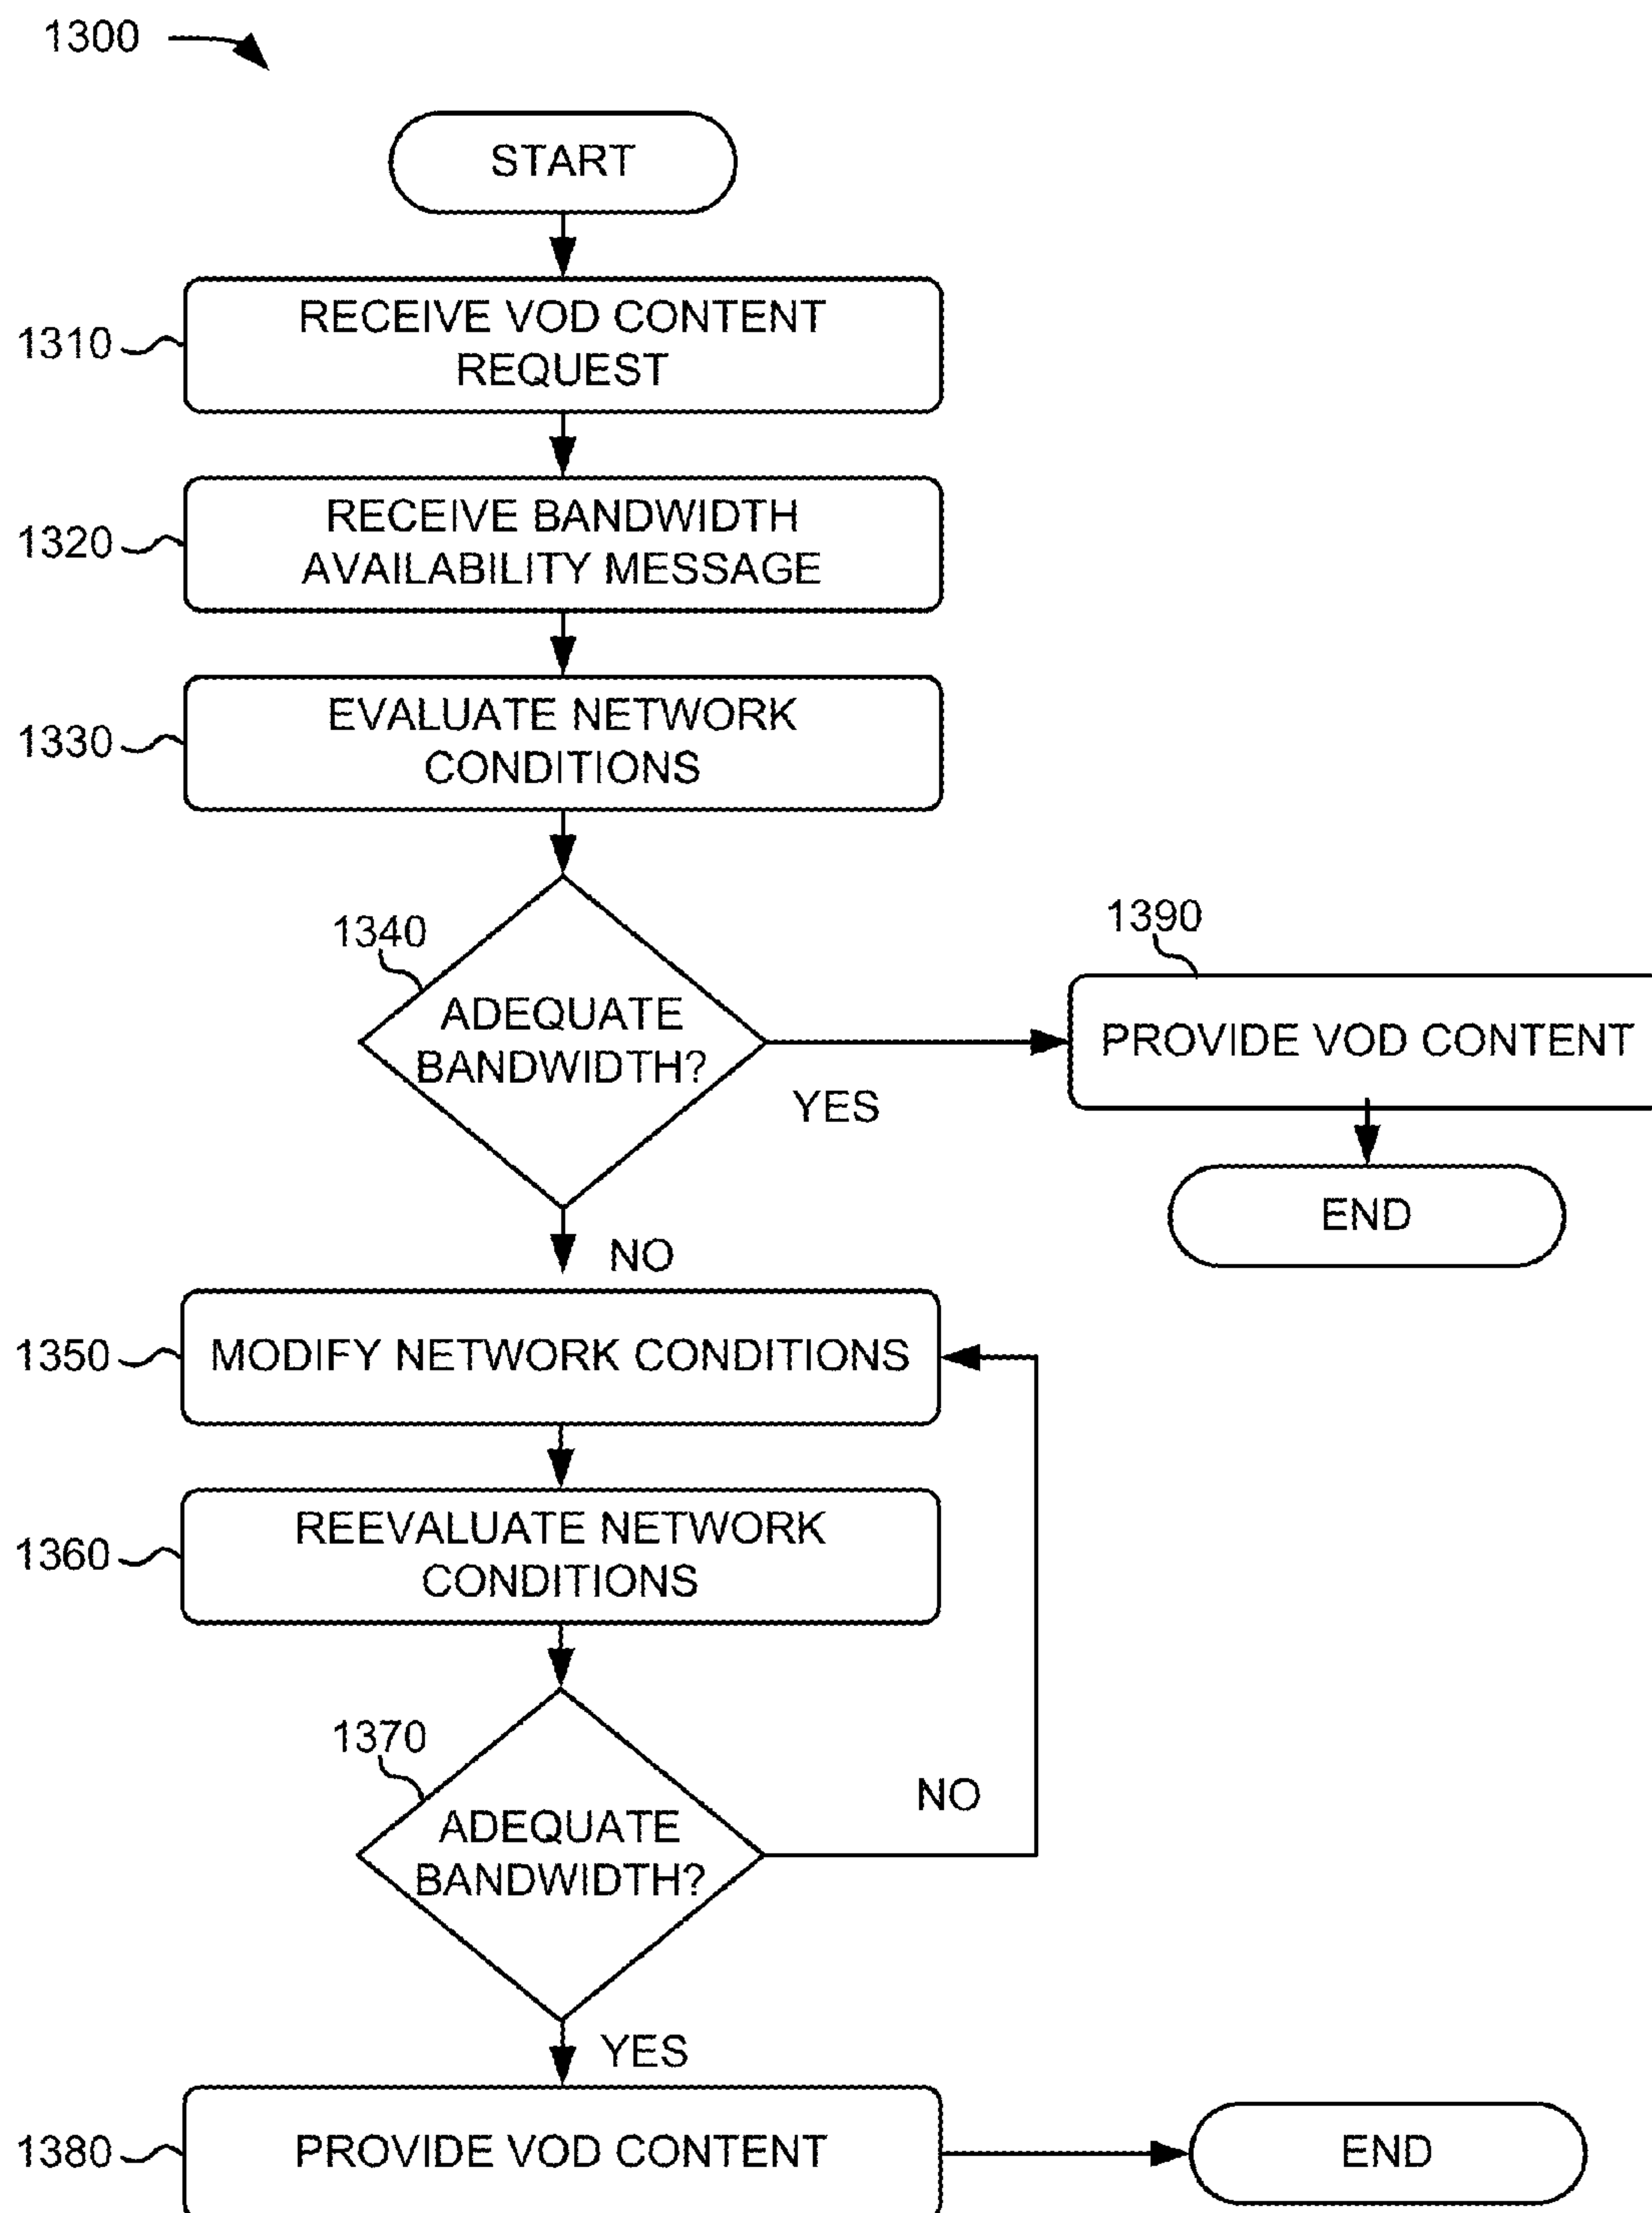 1300
START
1310
RECEIVE VOD CONTENT
REQUEST
1320
RECEIVE BANDWIDTH
AVAILABILITY MESSAGE
1330
EVALUATE NETWORK
CONDITIONS
1340
ADEQUATE
BANDWIDTH?
YES
1390
PROVIDE VOD CONTENT
END
NO
1350
MODIFY NETWORK CONDITIONS
1360
REEVALUATE NETWORK
CONDITIONS
1370
ADEQUATE
BANDWIDTH?
NO
YES
1380
PROVIDE VOD CONTENT
END